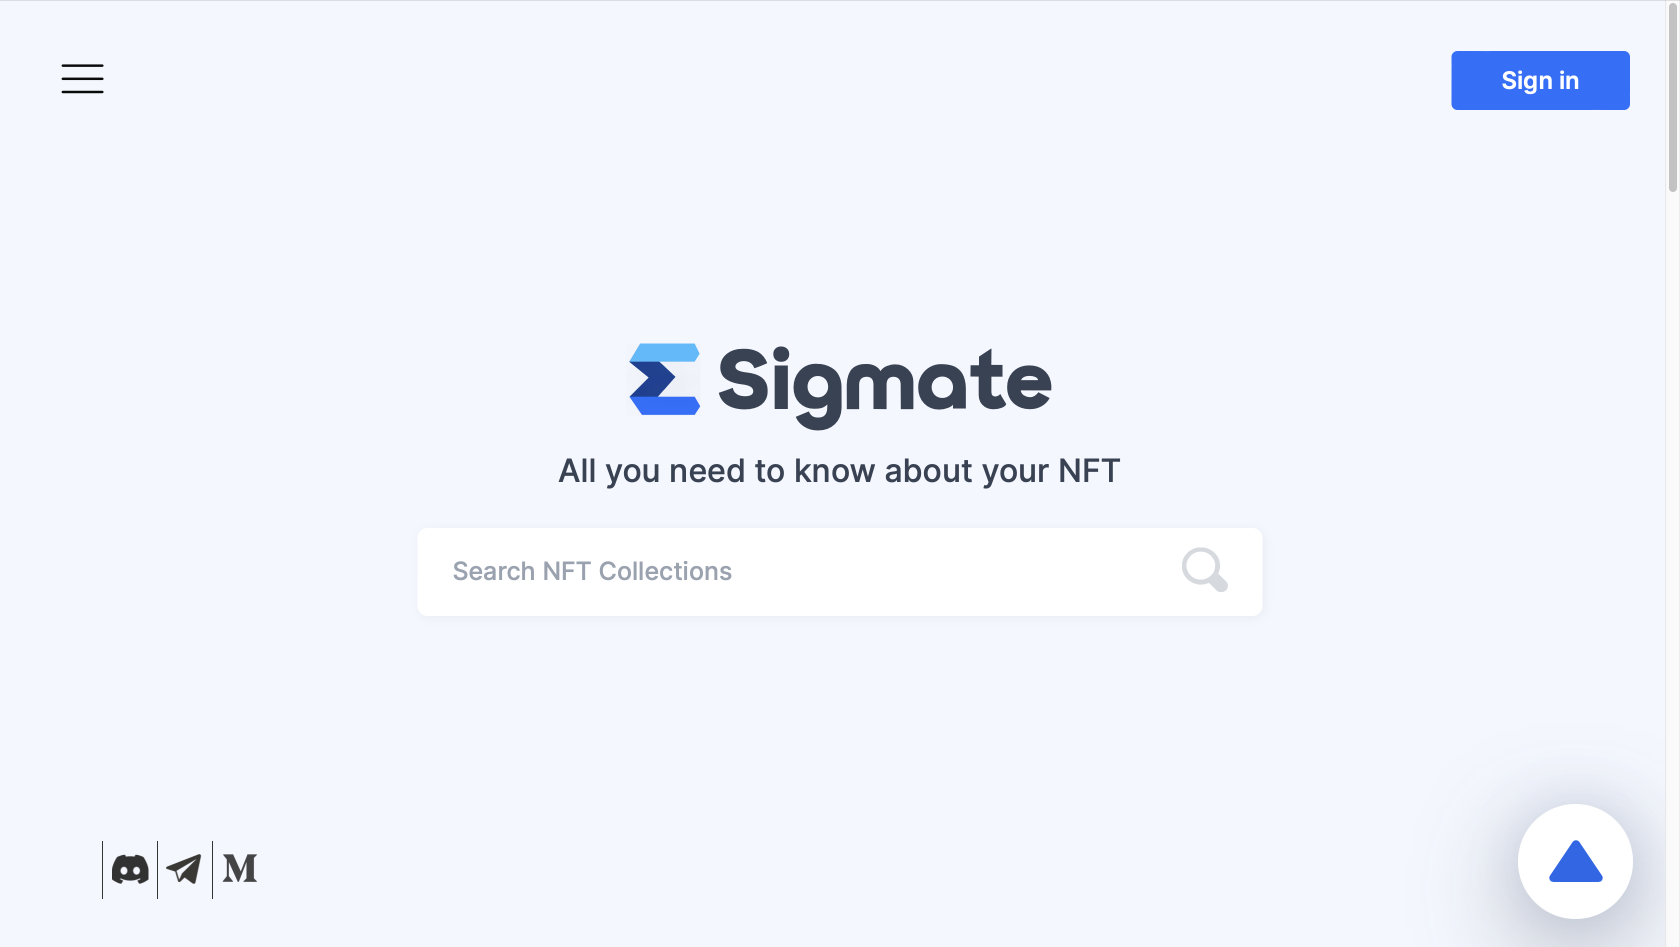 Sign in
Sigmate
All you need to know about your NFT
Search NFT Collections
M